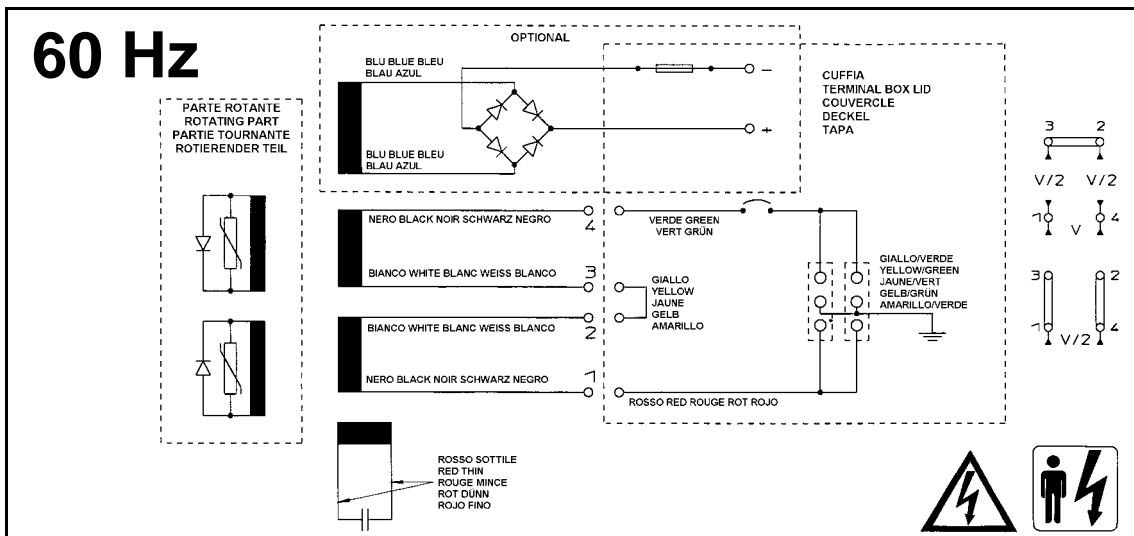 60 Hz
OPTIONAL
BLU BLUE BLEU
BLAU AZUL
BLU BLUE BLEU
BLAU AZUL
−
+
CUFFIA
TERMINAL BOX LID
COUVERCLE
DECKEL
TAPA
PARTE ROTANTE
ROTATING PART
PARTIE TOURNANTE
ROTIERENDER TEIL
NERO BLACK NOIR SCHWARZ NEGRO
4
BIANCO WHITE BLANC WEISS BLANCO
3
BIANCO WHITE BLANC WEISS BLANCO
2
NERO BLACK NOIR SCHWARZ NEGRO
1
VERDE GREEN
VERT GRÜN
GIALLO
YELLOW
JAUNE
GELB
AMARILLO
GIALLO/VERDE
YELLOW/GREEN
JAUNE/VERT
GELB/GRÜN
AMARILLO/VERDE
ROSSO RED ROUGE ROT ROJO
ROSSO SOTTILE
RED THIN
ROUGE MINCE
ROT DÜNN
ROJO FINO
3 2
V/2 V/2
1 V 4
3 2
1 V/2 4